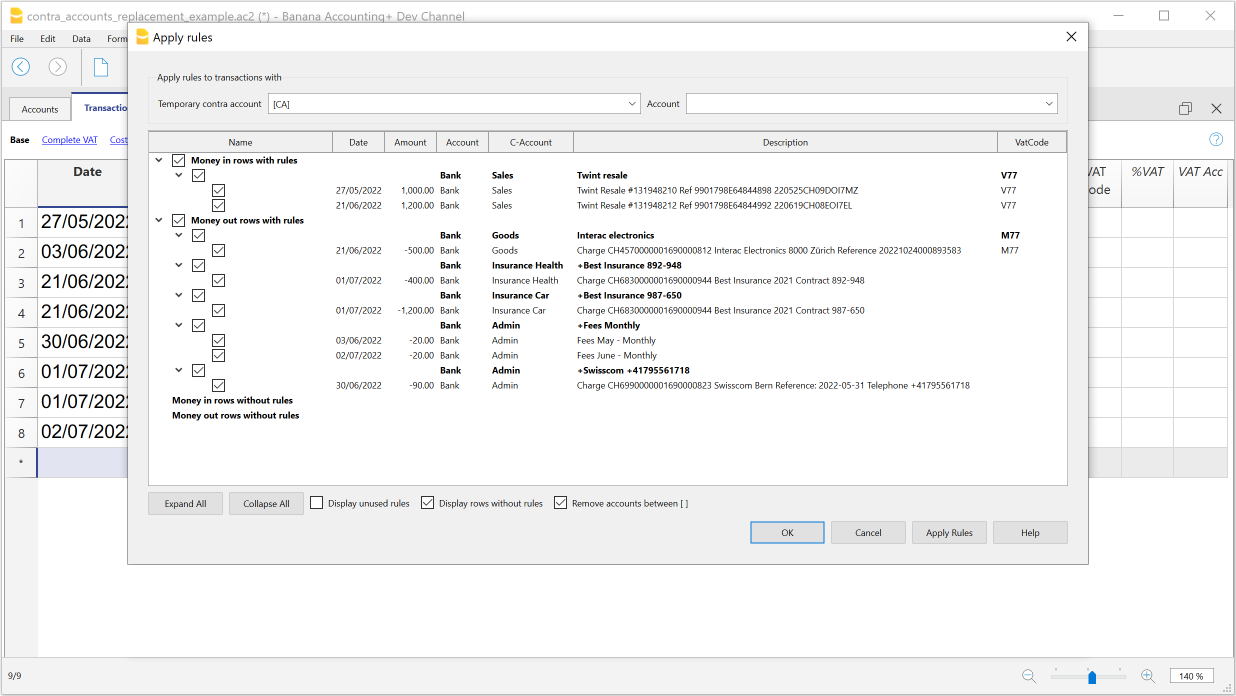 contra_accounts_replacement_example.ac2 (*) - Banana Accounting+ Dev Channel
File Edit Data Form
Apply rules
Accounts Transactio
Base Complete VAT Cost
Apply rules to transactions with
Temporary contra account [CA] Account
Name Date Amount Account C-Account Description VatCode
Money in rows with rules
Bank Sales Twint resale V77
27/05/2022 1,000.00 Bank Sales Twint Resale #131948210 Ref 9901798E64844898 220525CH09DOI7MZ V77
21/06/2022 1,200.00 Bank Sales Twint Resale #131948212 Ref 9901798E64844992 220619CH08EOI7EL V77
Money out rows with rules
Bank Goods Interac electronics M77
21/06/2022 -500.00 Bank Goods Charge CH4570000001690000812 Interac Electronics 8000 Zürich Reference 20221024000893583 M77
Bank Insurance Health +Best Insurance 892-948
01/07/2022 -400.00 Bank Insurance Health Charge CH6830000001690000944 Best Insurance 2021 Contract 892-948
Bank Insurance Car +Best Insurance 987-650
01/07/2022 -1,200.00 Bank Insurance Car Charge CH6830000001690000944 Best Insurance 2021 Contract 987-650
Bank Admin +Fees Monthly
03/06/2022 -20.00 Bank Admin Fees May - Monthly
02/07/2022 -20.00 Bank Admin Fees June - Monthly
Bank Admin +Swisscom +41795561718
30/06/2022 -90.00 Bank Admin Charge CH6990000001690000823 Swisscom Bern Reference: 2022-05-31 Telephone +41795561718
Money in rows without rules
Money out rows without rules
Expand All Collapse All Display unused rules Display rows without rules Remove accounts between [ ]
OK Cancel Apply Rules Help
Date
1 27/05/2022
2 03/06/2022
3 21/06/2022
4 21/06/2022
5 30/06/2022
6 01/07/2022
7 01/07/2022
8 02/07/2022
*
VAT ode %VAT VAT Acc
9/9
140 %